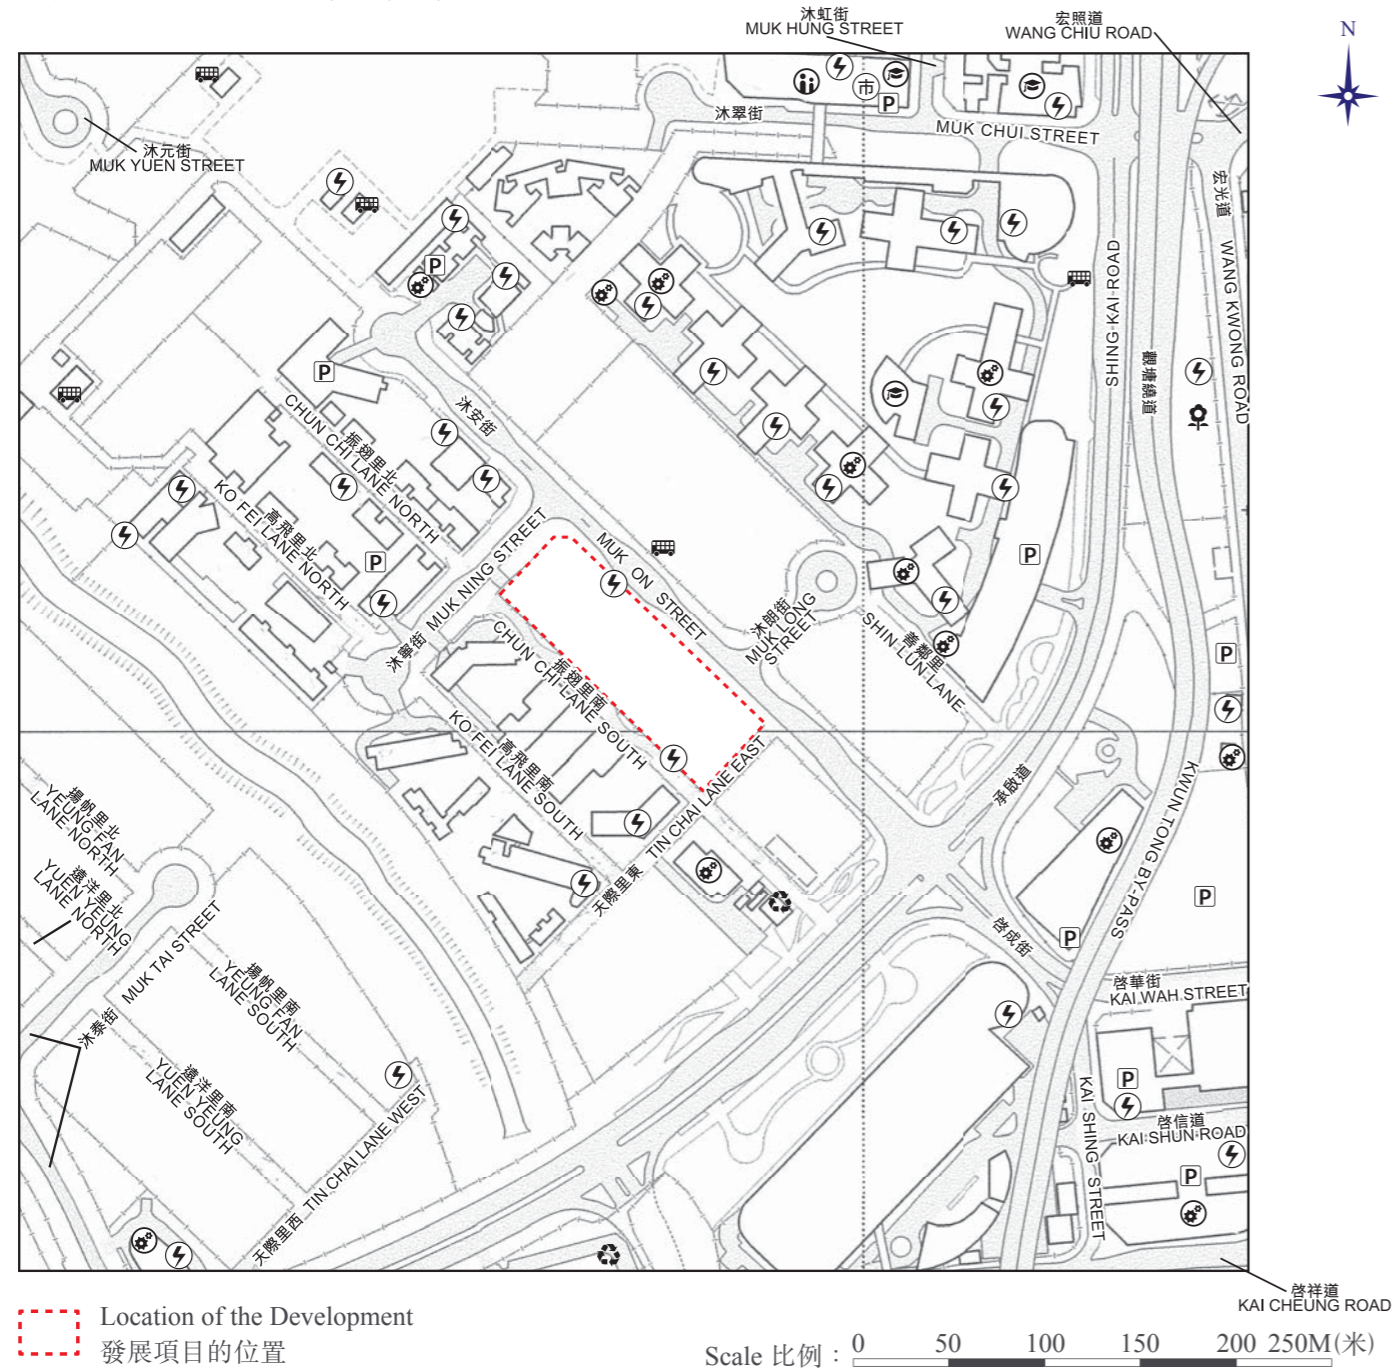 沐虹街
MUK HUNG STREET
宏照道
WANG CHIU ROAD
N
沐元街
MUK YUEN STREET
沐翠街
MUK CHUI STREET
市
P
宏光道 WANG KWONG ROAD
SHING KAI ROAD
觀塘繞道
P
P
沐安街
CHUN CHI LANE NORTH
振翅里北
KO FEI LANE NORTH
高飛里北
P
沐寧街 MUK NING STREET
MUK ON STREET
沐朗街
MUK LONG
STREET
善鄰里
SHIN LUN LANE
P
P
CHUN CHI LANE SOUTH
振翅里南
KO FEI LANE SOUTH
高飛里南
天際里東 TIN CHAI LANE EAST
承啟道
KWUN TONG BY-PASS
揚帆里北
YEUNG FAN
LANE NORTH
遠洋里北
YUEN YEUNG
LANE NORTH
P
P
沐泰街 MUK TAI STREET
揚帆里南
YEUNG FAN
LANE SOUTH
啓成街
啓華街
KAI WAH STREET
遠洋里南
YUEN YEUNG
LANE SOUTH
P
啓信道
KAI SHUN ROAD
KAI SHING STREET
P
天際里西 TIN CHAI LANE WEST
啓祥道
KAI CHEUNG ROAD
Location of the Development
發展項目的位置
Scale 比例 : 0 50 100 150 200 250M(米)